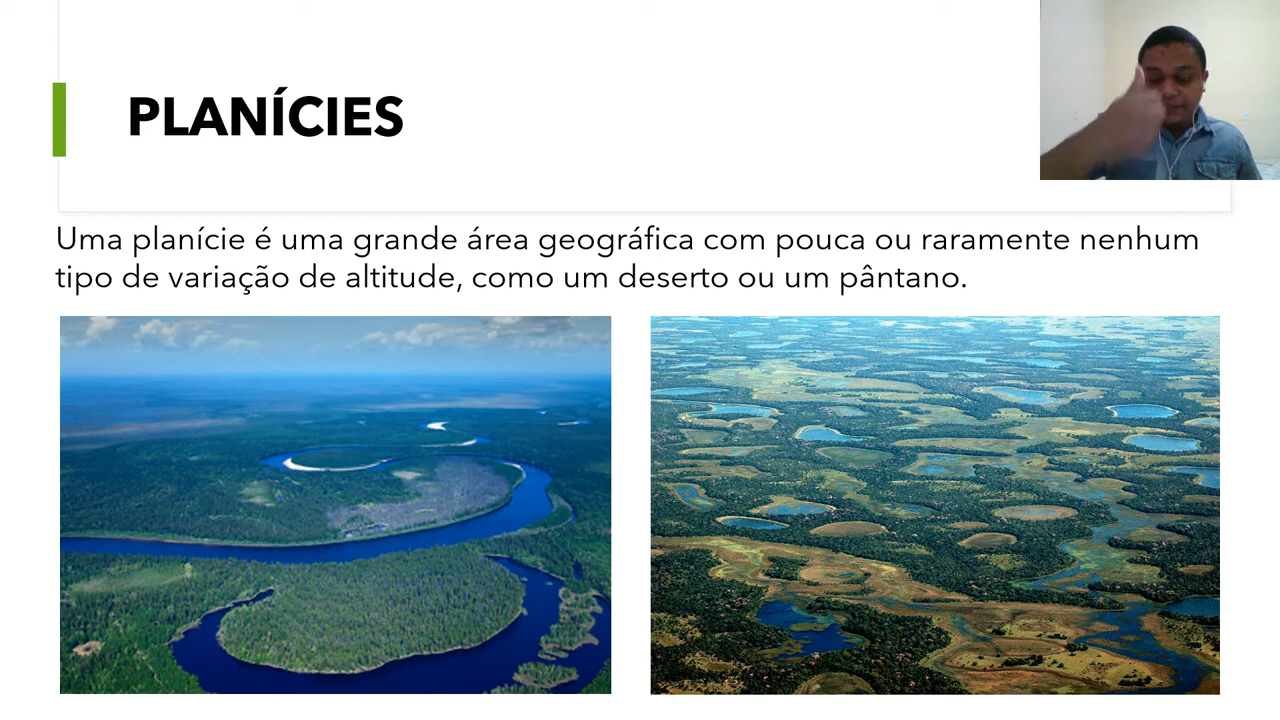 PLANÍCIES
Uma planície é uma grande área geográfica com pouca ou raramente nenhum
tipo de variação de altitude, como um deserto ou um pântano.